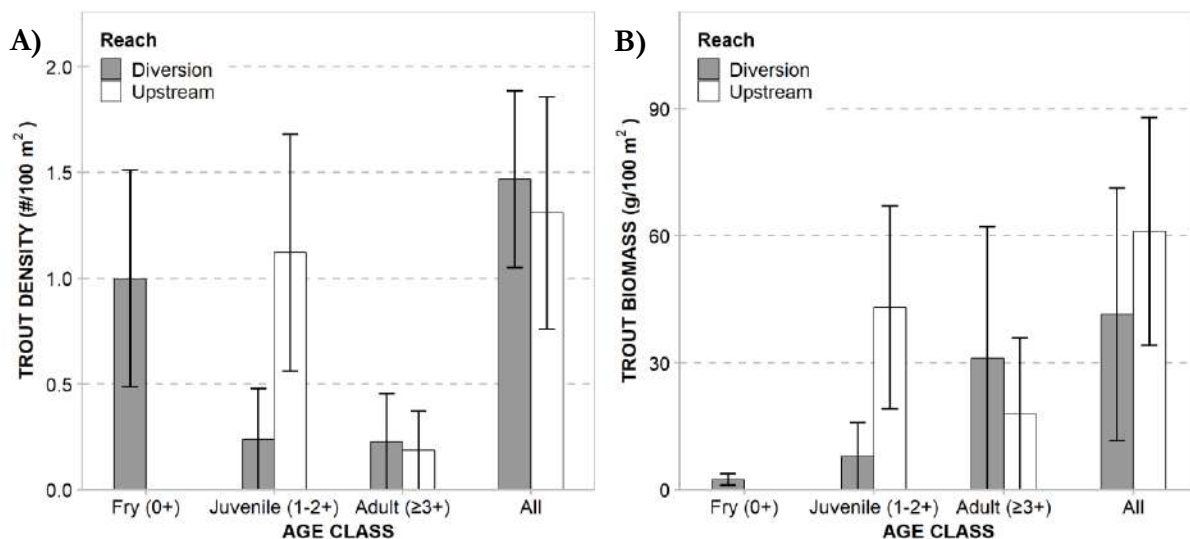 A)
Reach
Diversion
Upstream
TROUT DENSITY (#/100 m²)
2.0
1.5
1.0
0.5
0.0
Fry (0+) Juvenile (1-2+) Adult (≥3+) All
AGE CLASS
B)
Reach
Diversion
Upstream
TROUT BIOMASS (g/100 m²)
90
60
30
0
Fry (0+) Juvenile (1-2+) Adult (≥3+) All
AGE CLASS